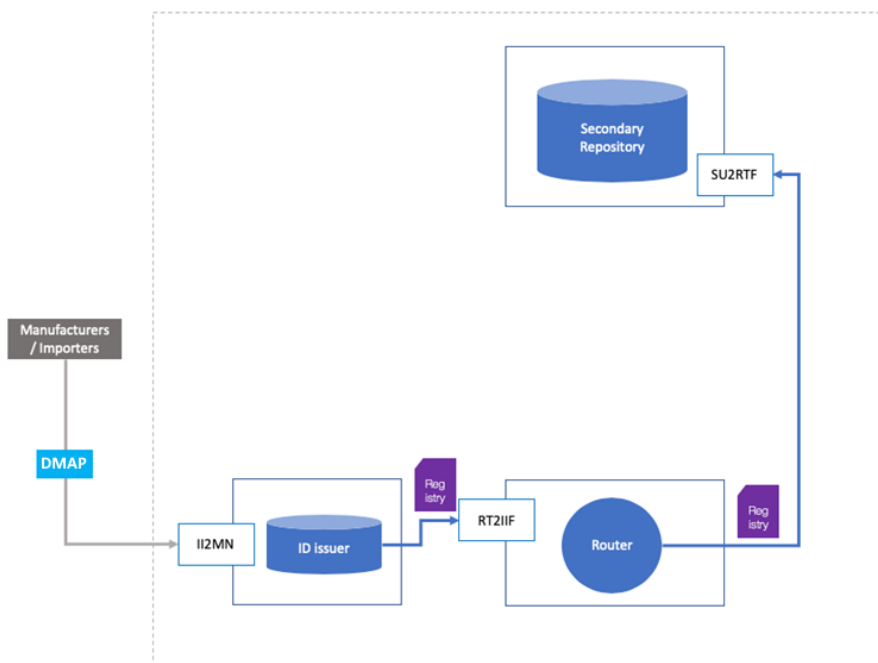 Secondary
Repository
SU2RTF
Manufacturers
/ Importers
DMAP
Reg
istry
II2MN
ID issuer
RT2IIF
Router
Reg
istry